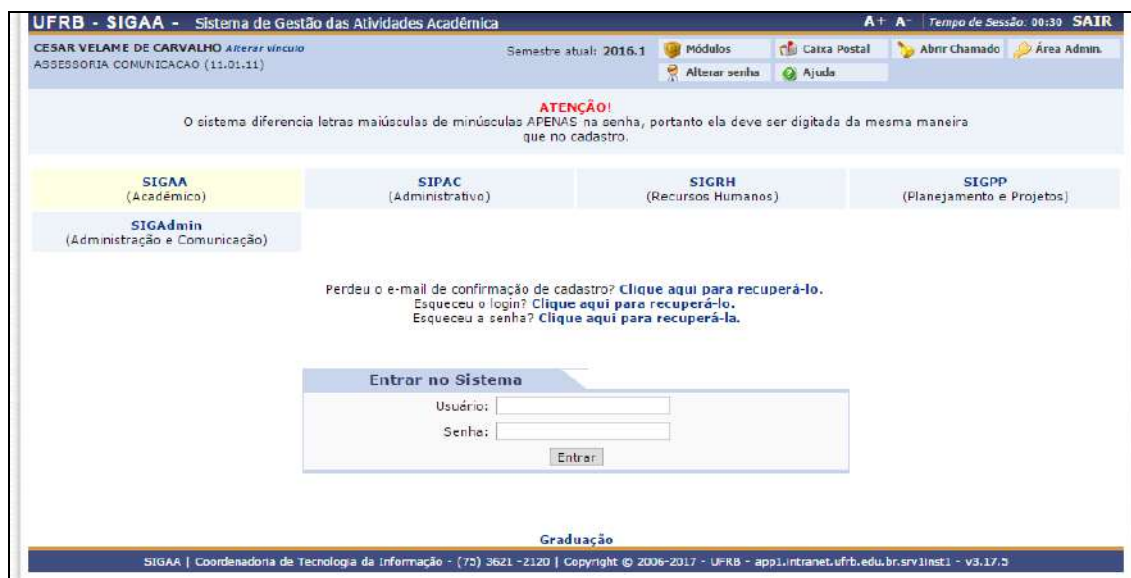 UFRB - SIGAA - Sistema de Gestão das Atividades Acadêmica A+ A- Tempo de Sessão: 00:30 SAIR
CESAR VELAME DE CARVALHO Alterar vínculo Semestre atual: 2016.1 Módulos Caixa Postal Abrir Chamado Área Admin.
ASSESSORIA COMUNICACAO (11.01.11) Alterar senha Ajuda
ATENÇÃO!
O sistema diferencia letras maiúsculas de minúsculas APENAS na senha, portanto ela deve ser digitada da mesma maneira
que no cadastro.
SIGAA SIPAC SIGRH SIGPP
(Acadêmico) (Administrativo) (Recursos Humanos) (Planejamento e Projetos)
SIGAdmin
(Administração e Comunicação)
Perdeu o e-mail de confirmação de cadastro? Clique aqui para recuperá-lo.
Esqueceu o login? Clique aqui para recuperá-lo.
Esqueceu a senha? Clique aqui para recuperá-la.
Entrar no Sistema
Usuário:
Senha:
Entrar
Graduação
SIGAA | Coordenadoria de Tecnologia da Informação - (75) 3621 -2120 | Copyright © 2006-2017 - UFRB - app1.intranet.ufrb.edu.br.srv1inst1 - v3.17.5